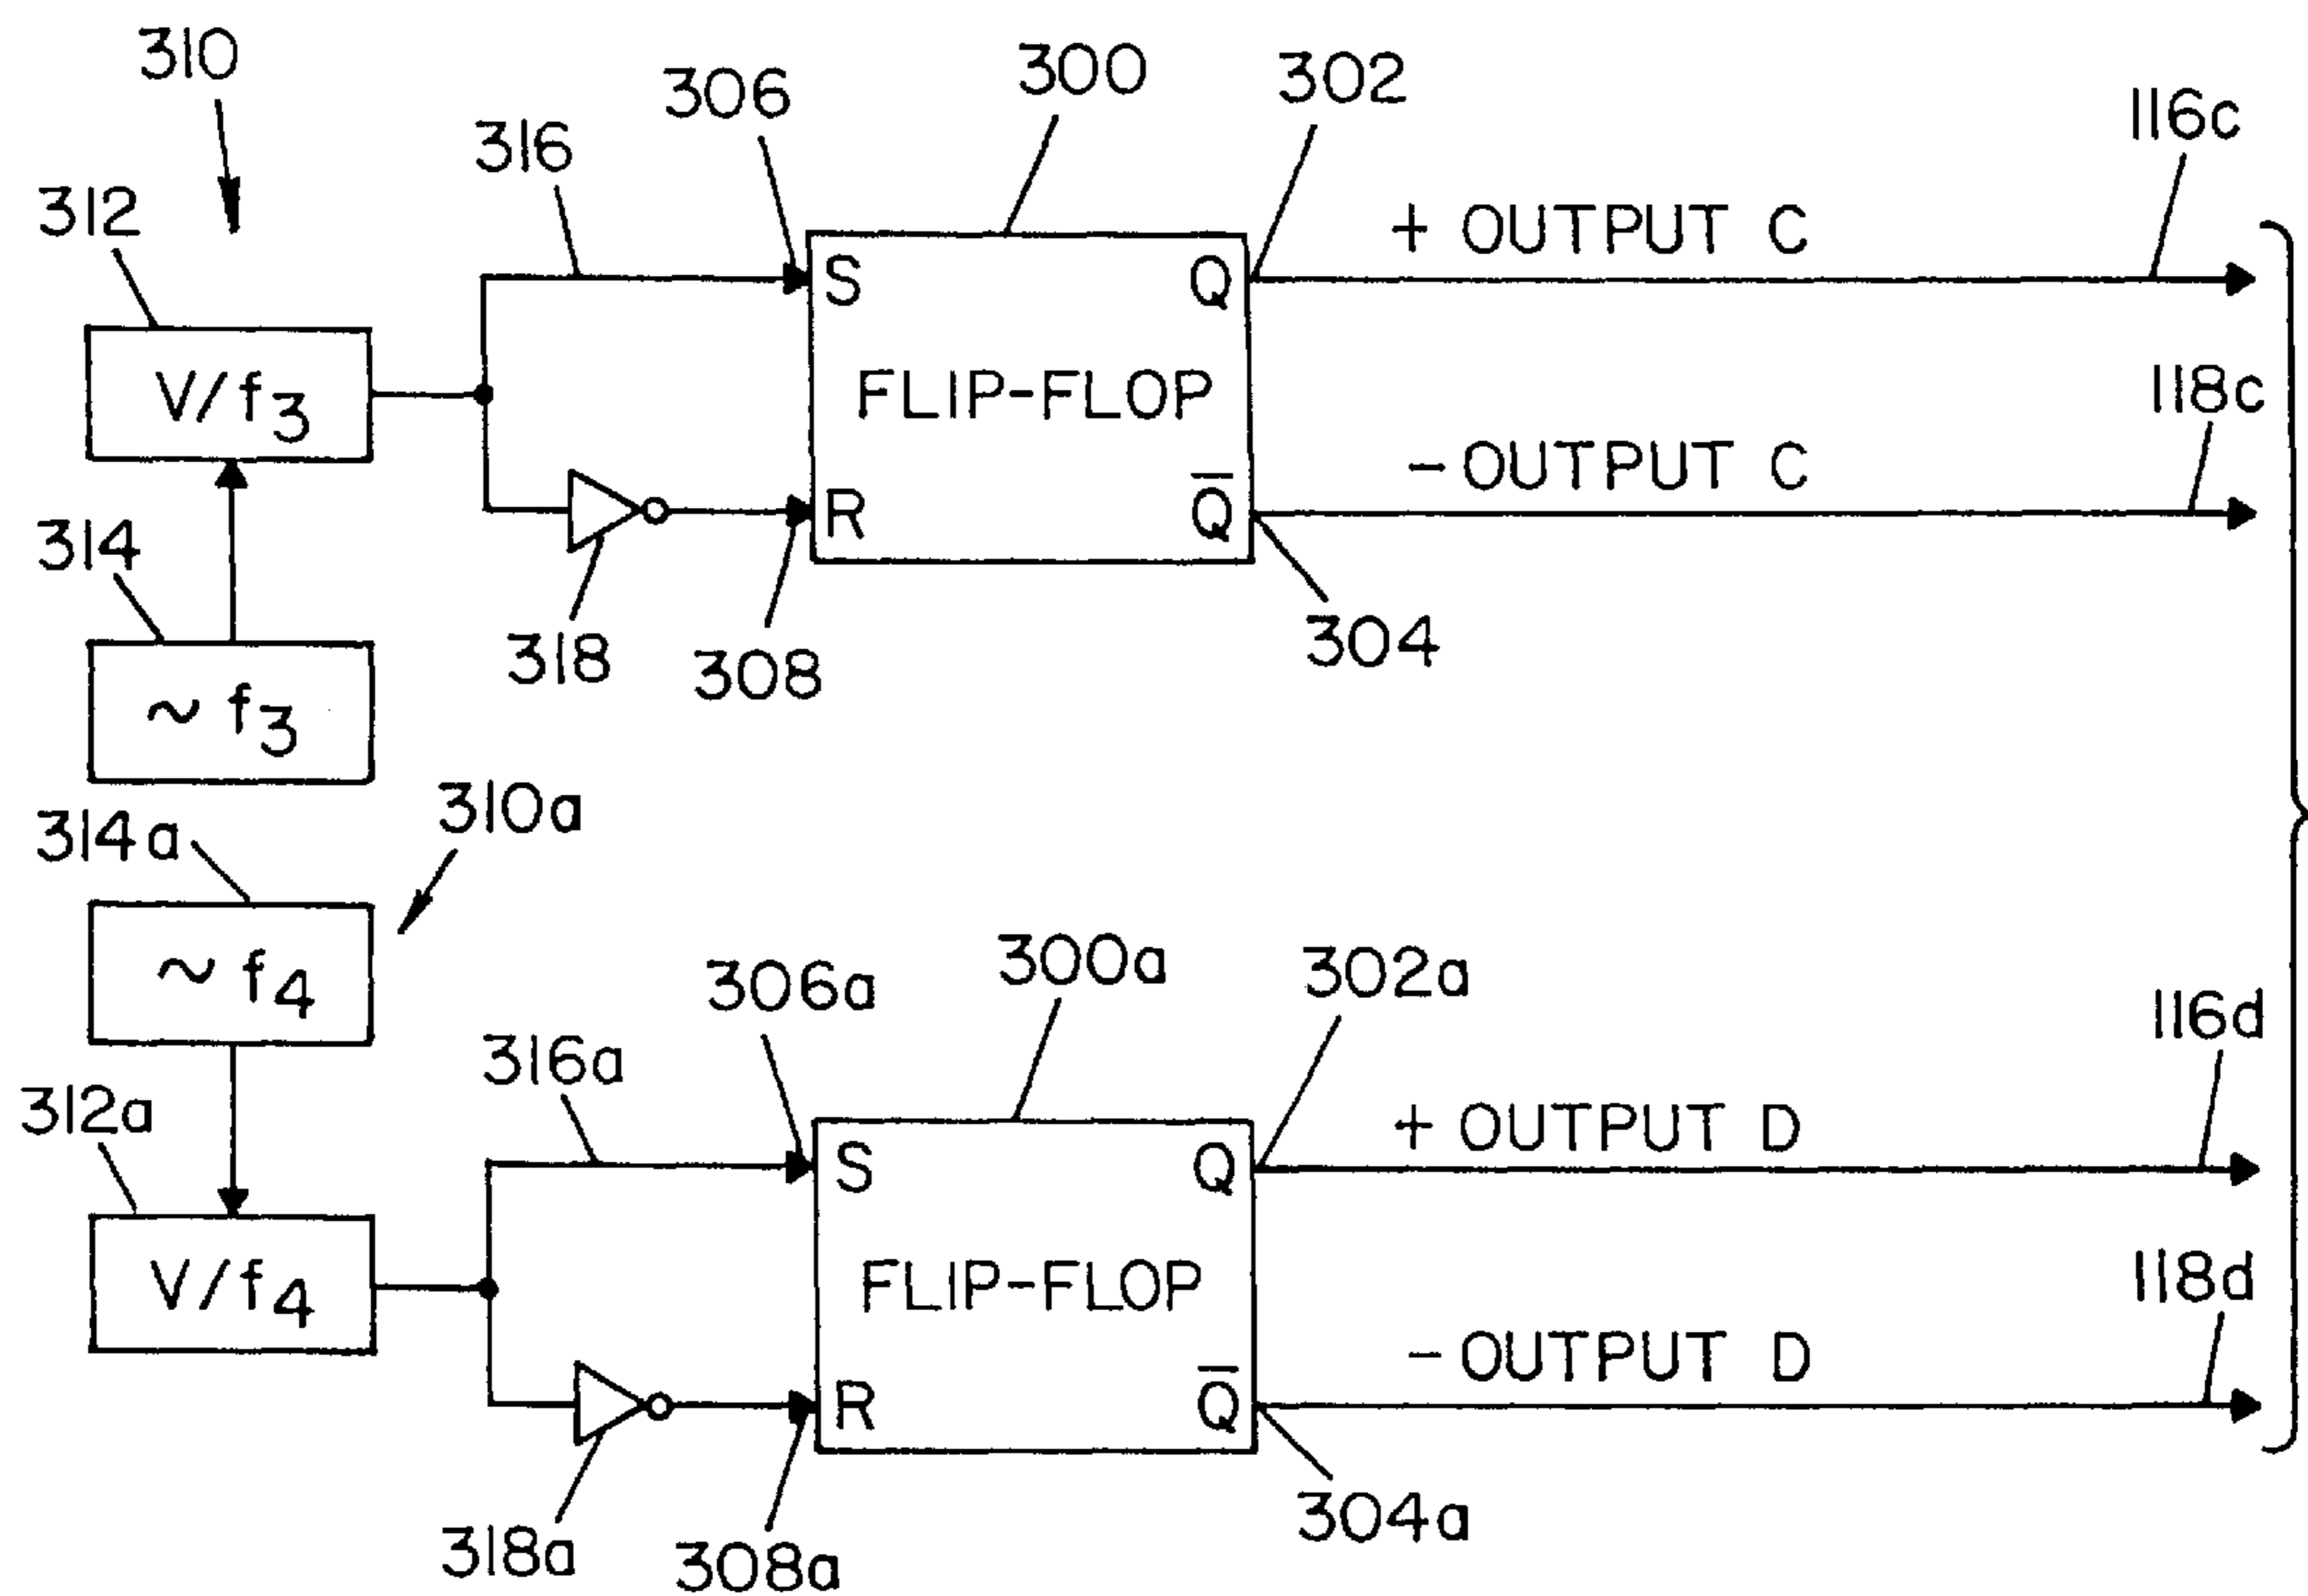 310
306
300
302
116c
316
312
+ OUTPUT C
S
Q
V/f3
FLIP-FLOP
118c
- OUTPUT C
R
Q̅
314
318
308
304
~ f3
310a
314a
300a
302a
306a
~ f4
116d
316a
312a
+ OUTPUT D
S
Q
V/f4
FLIP-FLOP
118d
- OUTPUT D
R
Q̅
318a
308a
304a